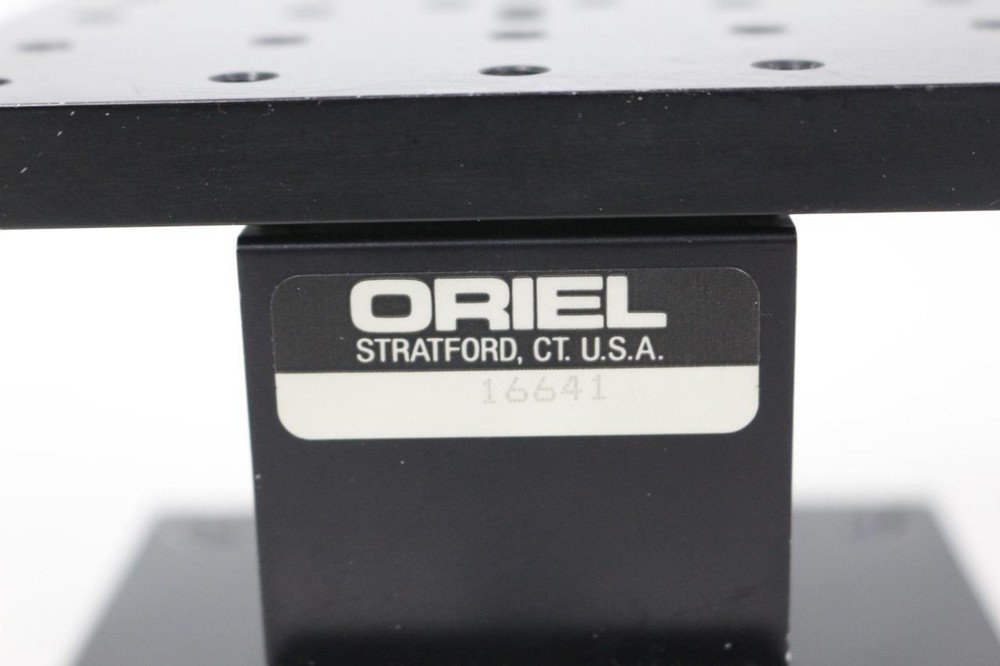 ORIEL
STRATFORD, CT. U.S.A.
16641